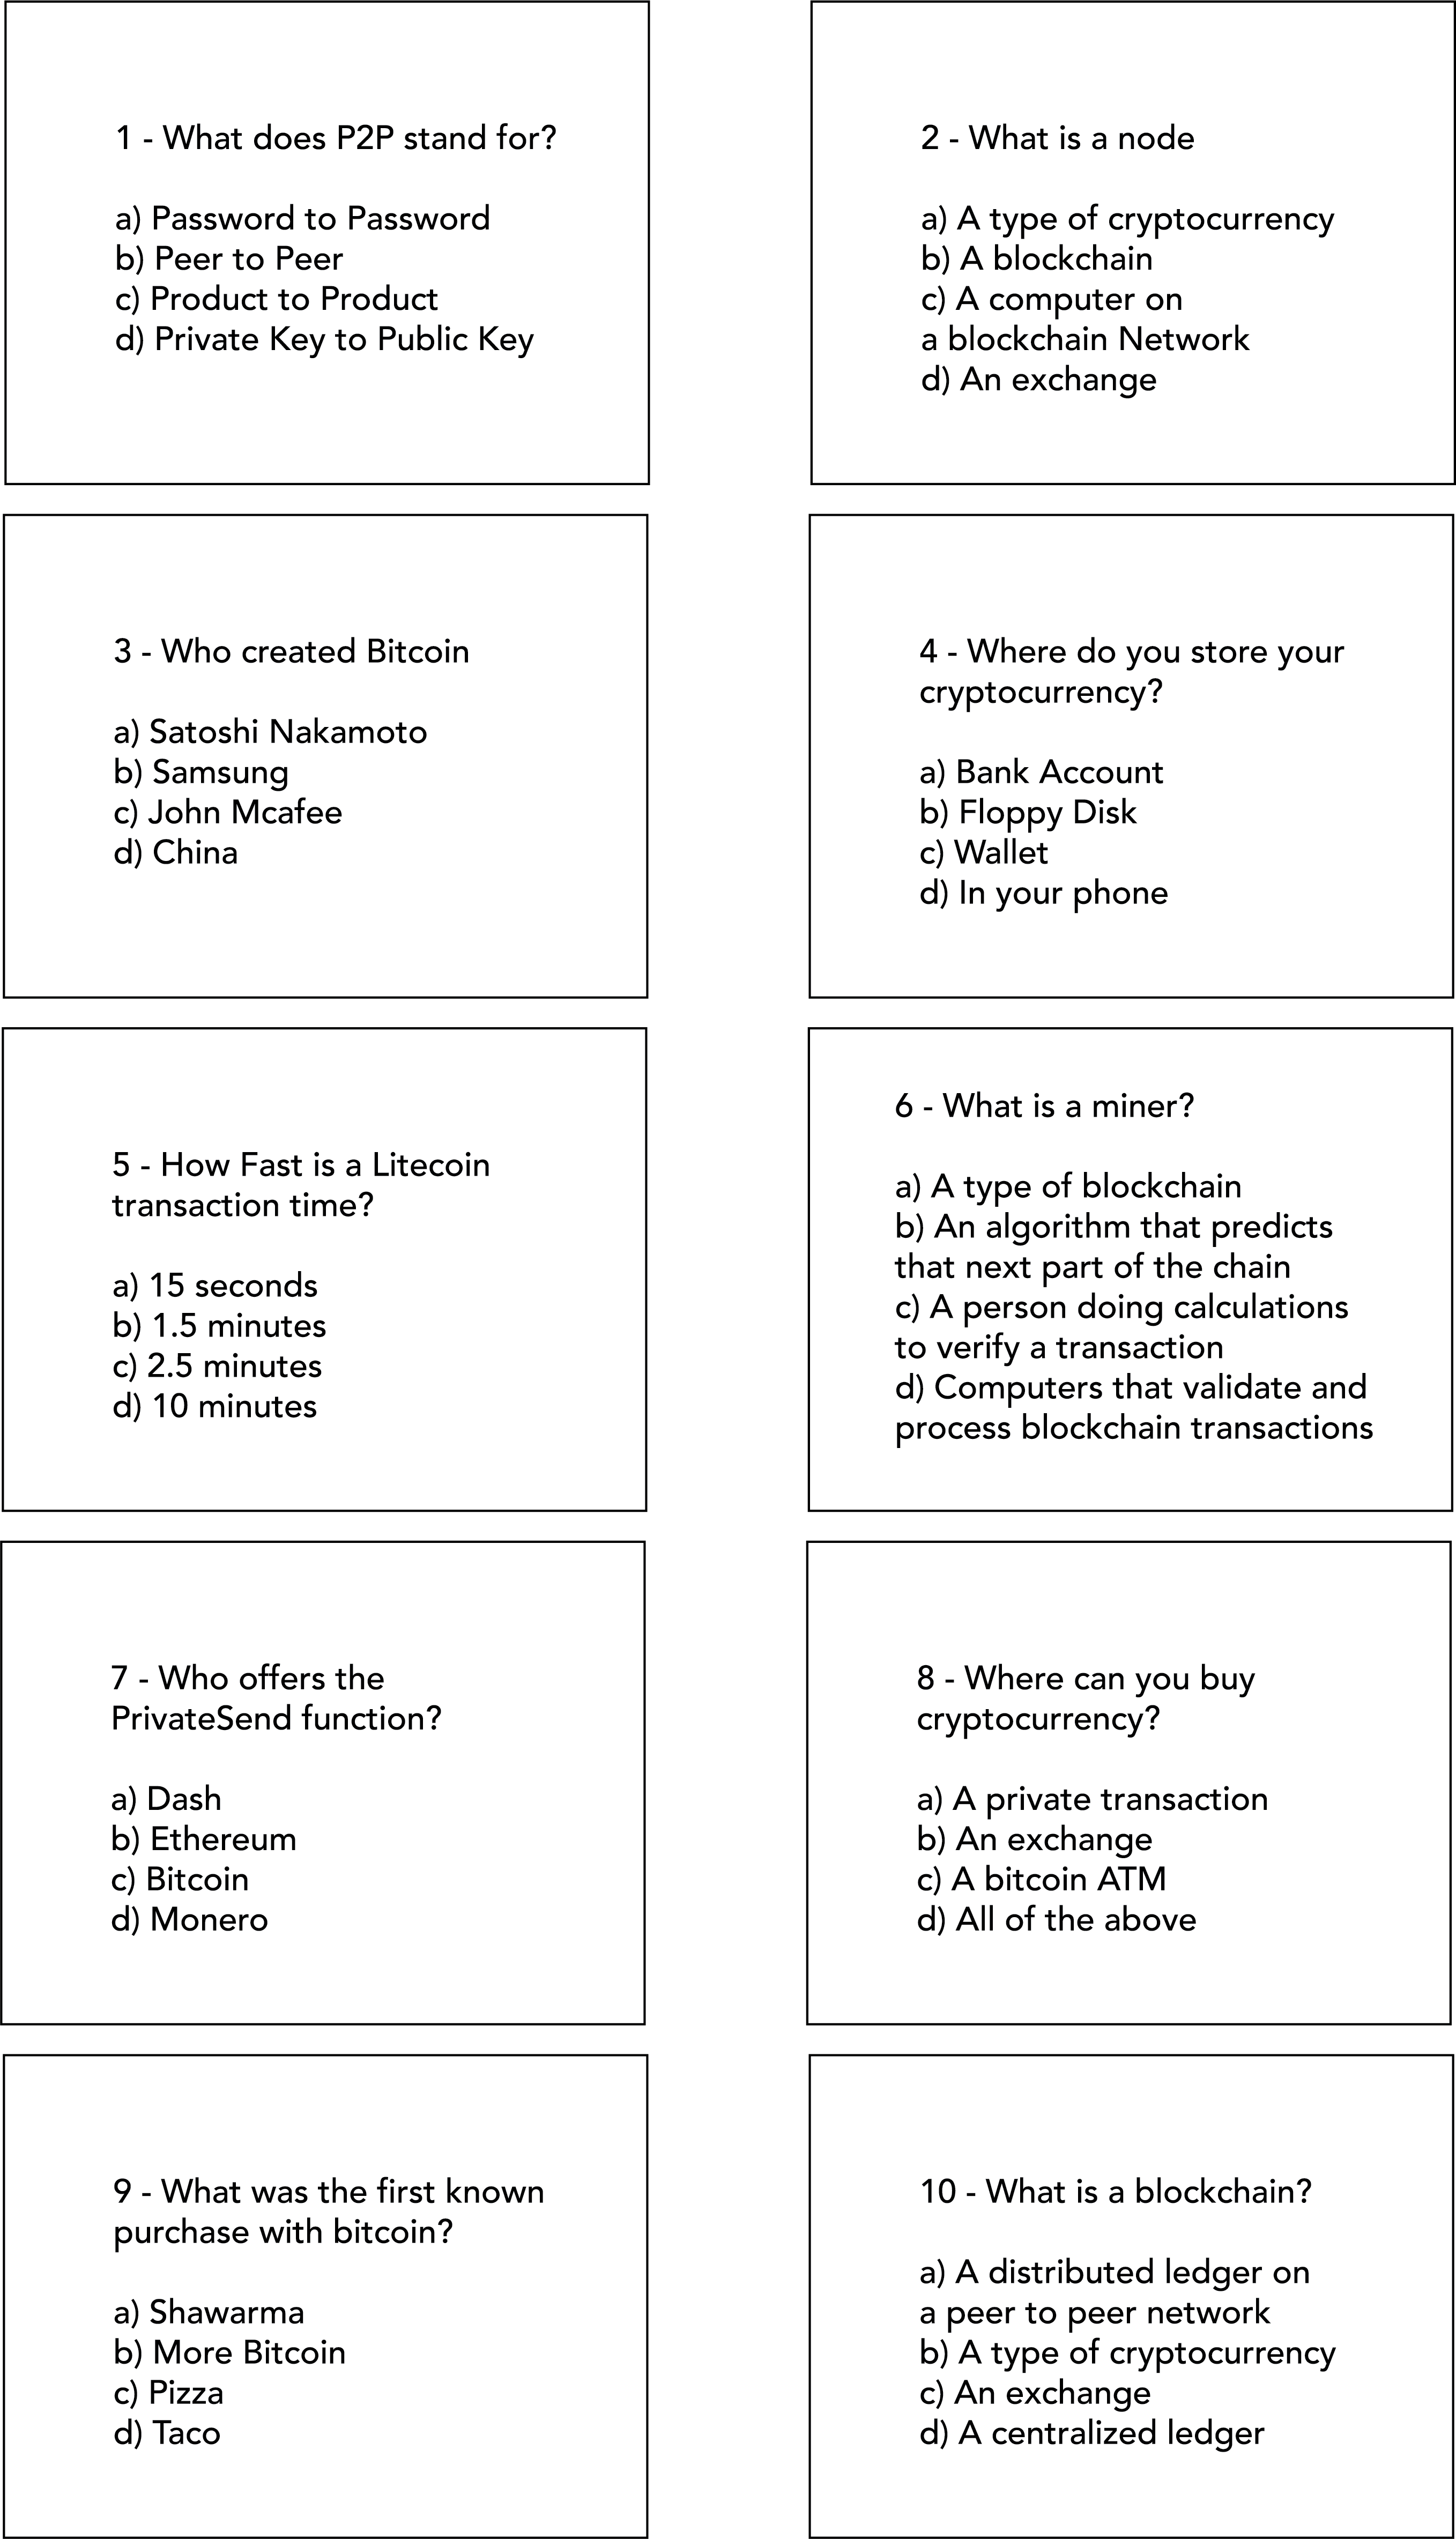 1 - What does P2P stand for?
a) Password to Password
b) Peer to Peer
c) Product to Product
d) Private Key to Public Key
2 - What is a node
a) A type of cryptocurrency
b) A blockchain
c) A computer on
a blockchain Network
d) An exchange
3 - Who created Bitcoin
a) Satoshi Nakamoto
b) Samsung
c) John Mcafee
d) China
4 - Where do you store your
cryptocurrency?
a) Bank Account
b) Floppy Disk
c) Wallet
d) In your phone
5 - How Fast is a Litecoin
transaction time?
a) 15 seconds
b) 1.5 minutes
c) 2.5 minutes
d) 10 minutes
6 - What is a miner?
a) A type of blockchain
b) An algorithm that predicts
that next part of the chain
c) A person doing calculations
to verify a transaction
d) Computers that validate and
process blockchain transactions
7 - Who offers the
PrivateSend function?
a) Dash
b) Ethereum
c) Bitcoin
d) Monero
8 - Where can you buy
cryptocurrency?
a) A private transaction
b) An exchange
c) A bitcoin ATM
d) All of the above
9 - What was the first known
purchase with bitcoin?
a) Shawarma
b) More Bitcoin
c) Pizza
d) Taco
10 - What is a blockchain?
a) A distributed ledger on
a peer to peer network
b) A type of cryptocurrency
c) An exchange
d) A centralized ledger